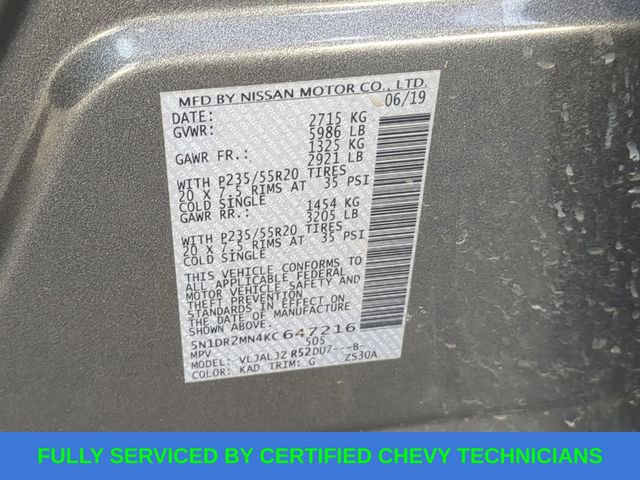 MFD BY NISSAN MOTOR CO., LTD.
DATE: 06/19
GVWR: 2715 KG
5986 LB
GAWR FR.: 1325 KG
2921 LB
WITH P235/55R20 TIRES
20 X 7.5 RIMS AT 35 PSI
COLD SINGLE
GAWR RR.: 1454 KG
3205 LB
WITH P235/55R20 TIRES
20 X 7.5 RIMS AT 35 PSI
COLD SINGLE
THIS VEHICLE CONFORMS TO
ALL APPLICABLE FEDERAL
MOTOR VEHICLE SAFETY AND
THEFT PREVENTION
STANDARDS IN EFFECT ON
THE DATE OF MANUFACTURE
SHOWN ABOVE.
5N1DR2MN4KC647216
MPV 505
MODEL: VLJALJZ R52DU7---B-
COLOR: KAD TRIM: G ZS30A
FULLY SERVICED BY CERTIFIED CHEVY TECHNICIANS